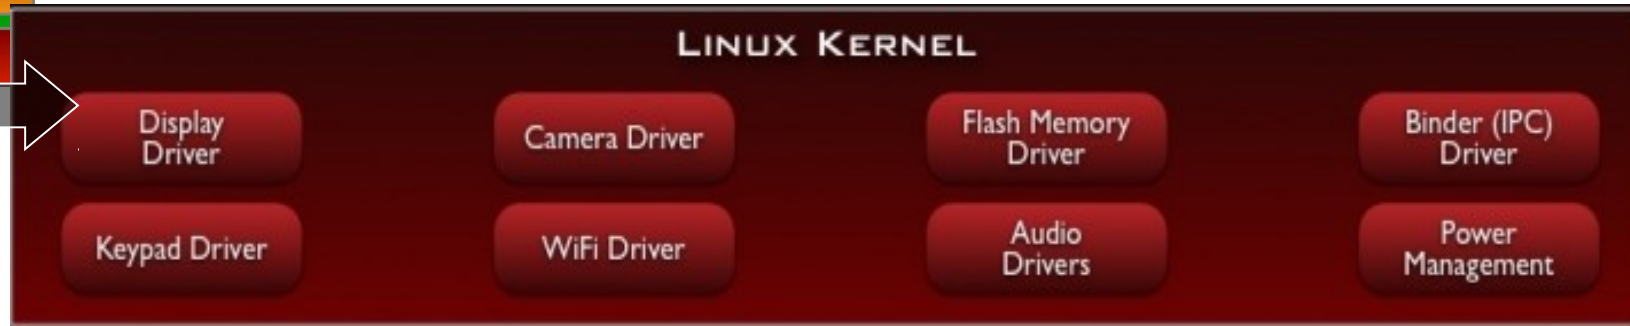 LINUX KERNEL
Display
Driver
Camera Driver
Flash Memory
Driver
Binder (IPC)
Driver
Keypad Driver
WiFi Driver
Audio
Drivers
Power
Management